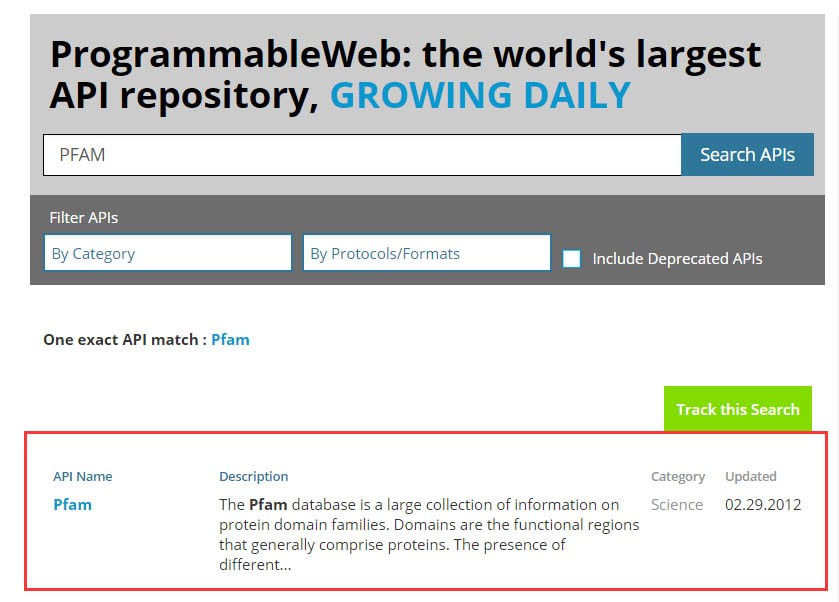 ProgrammableWeb: the world's largest
API repository, GROWING DAILY
PFAM
Search APIs
Filter APIs
By Category
By Protocols/Formats
Include Deprecated APIs
One exact API match : Pfam
Track this Search
API Name Description Category Updated
Pfam The Pfam database is a large collection of information on Science 02.29.2012
protein domain families. Domains are the functional regions
that generally comprise proteins. The presence of
different...